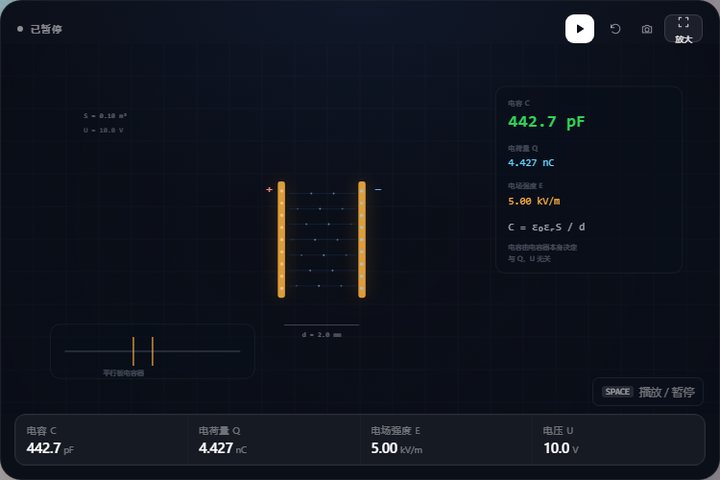 已暂停
放大
S = 0.10 m²
U = 10.0 V
电容 C
442.7 pF
电荷量 Q
4.427 nC
电场强度 E
5.00 kV/m
C = ε₀εᵣS / d
电容由电容器本身决定
与 Q、U 无关
+
−
d = 2.0 mm
平行板电容器
SPACE 播放 / 暂停
电容 C
442.7 pF
电荷量 Q
4.427 nC
电场强度 E
5.00 kV/m
电压 U
10.0 V